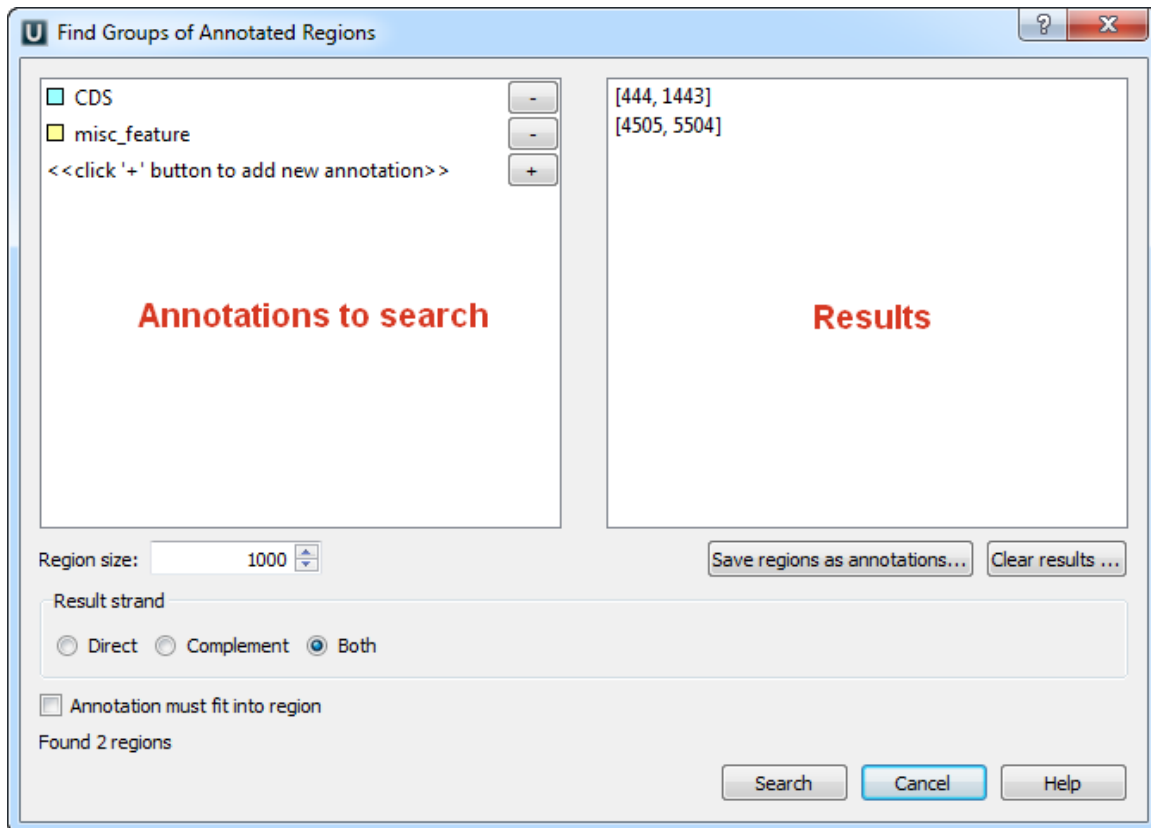 Find Groups of Annotated Regions
CDS
-
misc_feature
-
<<click '+' button to add new annotation>>
+
Annotations to search
[444, 1443]
[4505, 5504]
Results
Region size:
1000
Save regions as annotations...
Clear results ...
Result strand
Direct
Complement
Both
Annotation must fit into region
Found 2 regions
Search
Cancel
Help